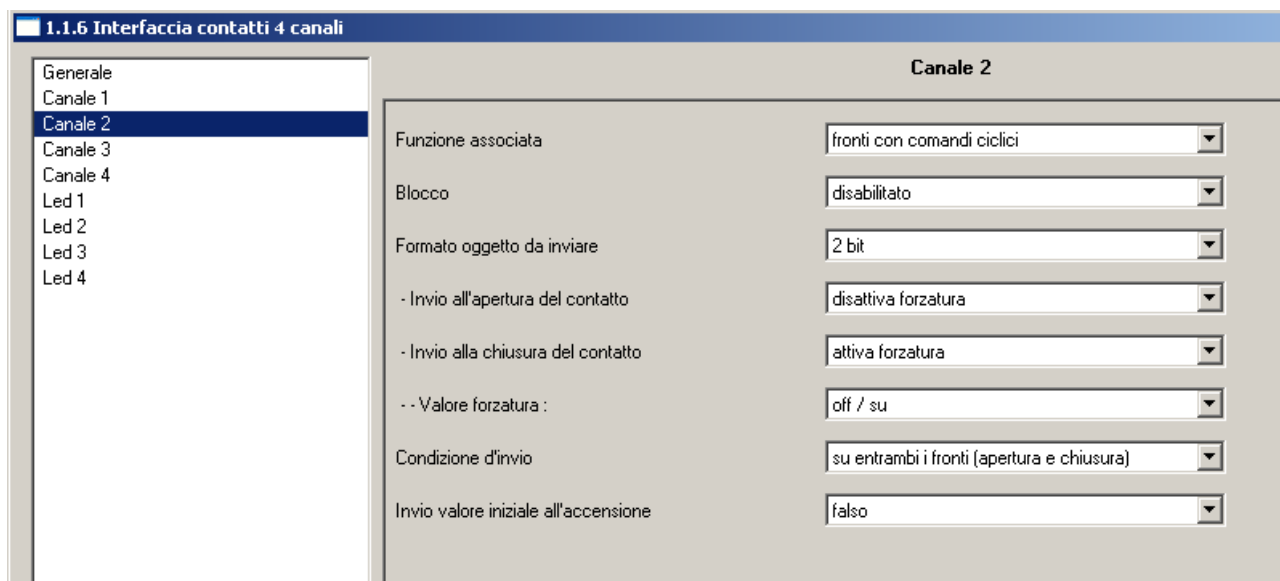 1.1.6 Interfaccia contatti 4 canali
Generale
Canale 1
Canale 2
Canale 3
Canale 4
Led 1
Led 2
Led 3
Led 4
Canale 2
Funzione associata fronti con comandi ciclici
Blocco disabilitato
Formato oggetto da inviare 2 bit
- Invio all'apertura del contatto disattiva forzatura
- Invio alla chiusura del contatto attiva forzatura
- - Valore forzatura : off / su
Condizione d'invio su entrambi i fronti (apertura e chiusura)
Invio valore iniziale all'accensione falso